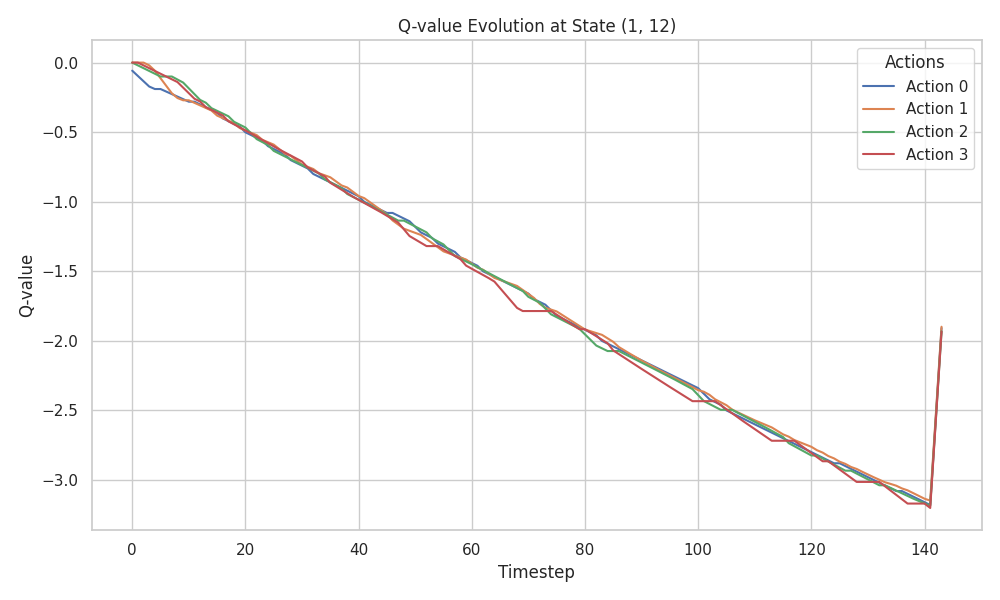 Q-value Evolution at State (1, 12)
Actions
Action 0
Action 1
Action 2
Action 3
Q-value
0.0
−0.5
−1.0
−1.5
−2.0
−2.5
−3.0
0 20 40 60 80 100 120 140
Timestep